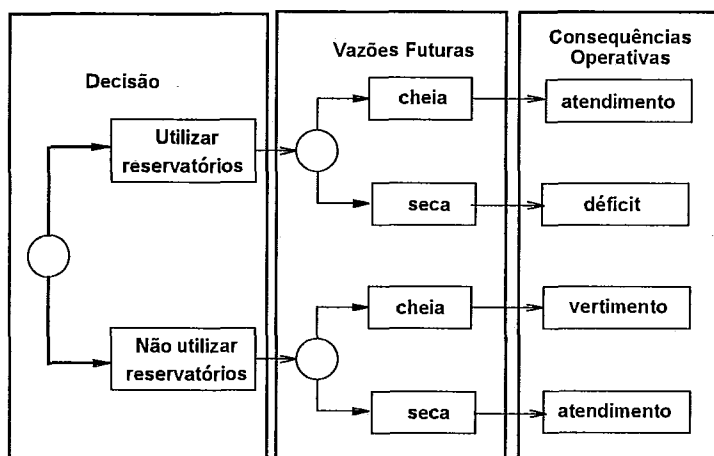 Decisão
Vazões Futuras
Consequências
Operativas
Utilizar
reservatórios
cheia
atendimento
seca
déficit
Não utilizar
reservatórios
cheia
vertimento
seca
atendimento